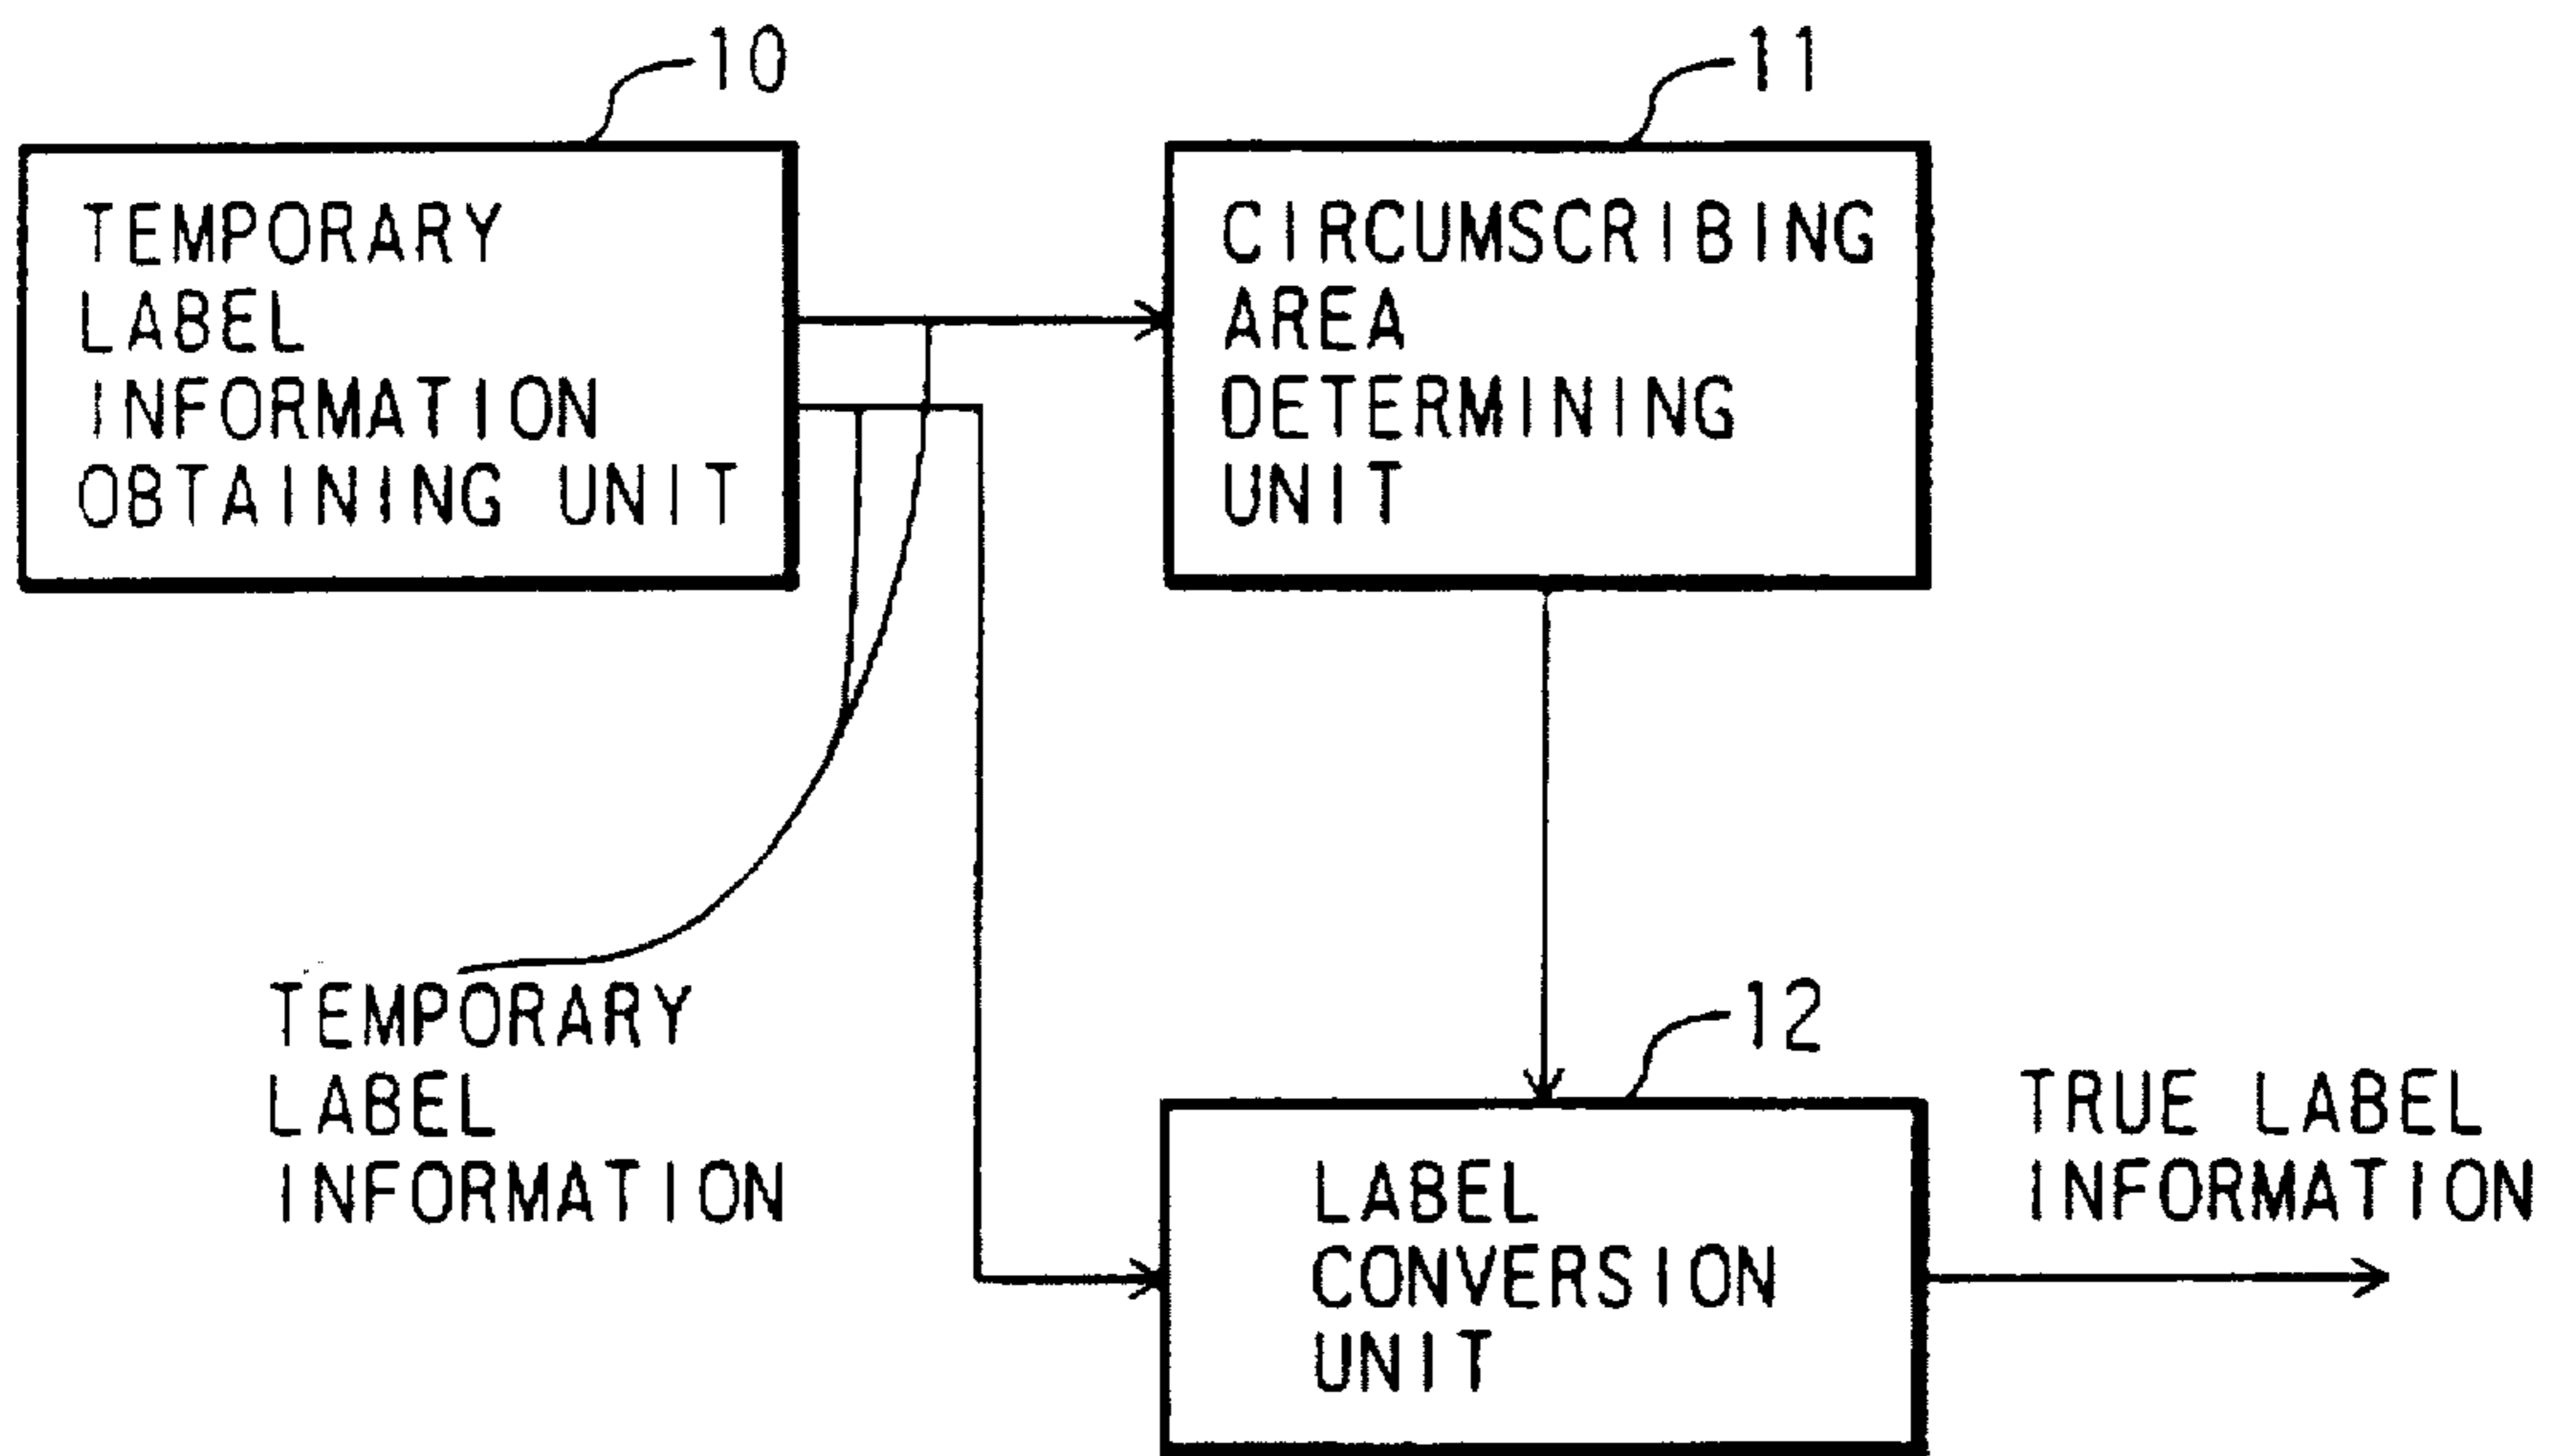 10
TEMPORARY
LABEL
INFORMATION
OBTAINING UNIT
11
CIRCUMSCRIBING
AREA
DETERMINING
UNIT
TEMPORARY
LABEL
INFORMATION
12
LABEL
CONVERSION
UNIT
TRUE LABEL
INFORMATION